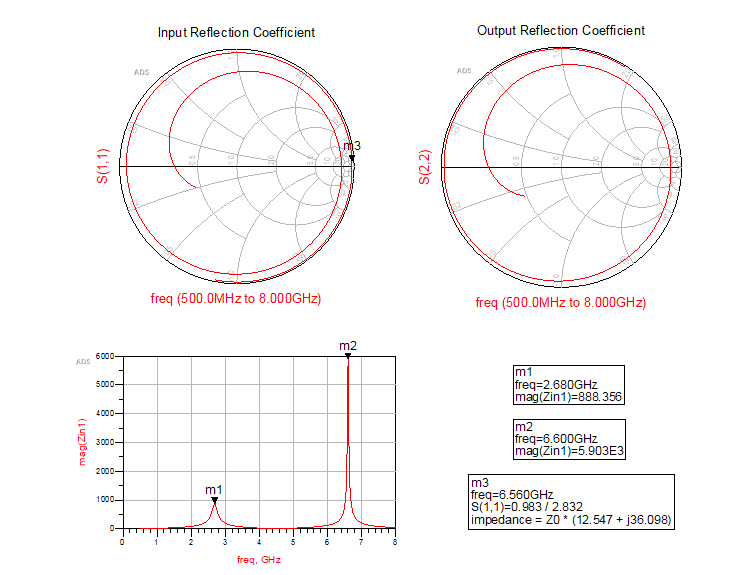 Input Reflection Coefficient
Output Reflection Coefficient
ADS
ADS
m3
S(1,1)
S(2,2)
freq (500.0MHz to 8.000GHz)
freq (500.0MHz to 8.000GHz)
ADS
m2
m1
mag(Zin1)
6000
5000
4000
3000
2000
1000
0
0 1 2 3 4 5 6 7 8
freq, GHz
m1
freq=2.680GHz
mag(Zin1)=888.356
m2
freq=6.600GHz
mag(Zin1)=5.903E3
m3
freq=6.560GHz
S(1,1)=0.983 / 2.832
impedance = Z0 * (12.547 + j36.098)